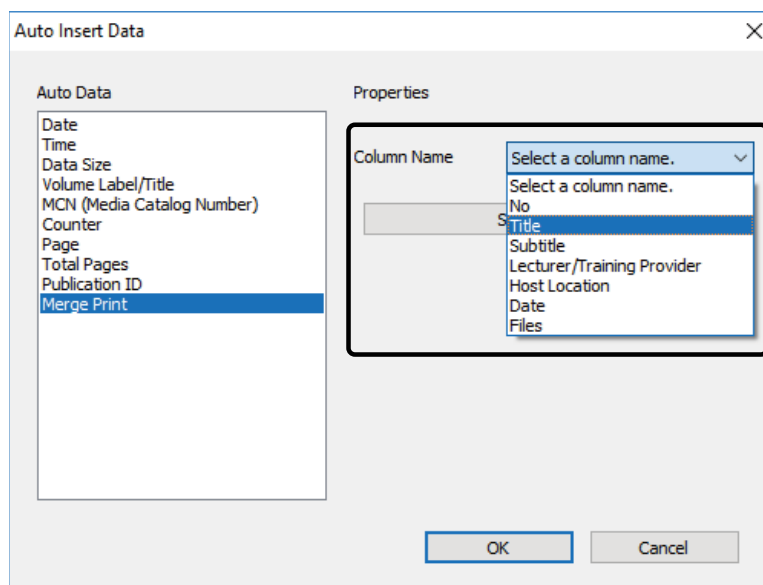 Auto Insert Data
Auto Data
Date
Time
Data Size
Volume Label/Title
MCN (Media Catalog Number)
Counter
Page
Total Pages
Publication ID
Merge Print
Properties
Column Name
Select a column name.
Select a column name.
No
Title
Subtitle
Lecturer/Training Provider
Host Location
Date
Files
OK
Cancel